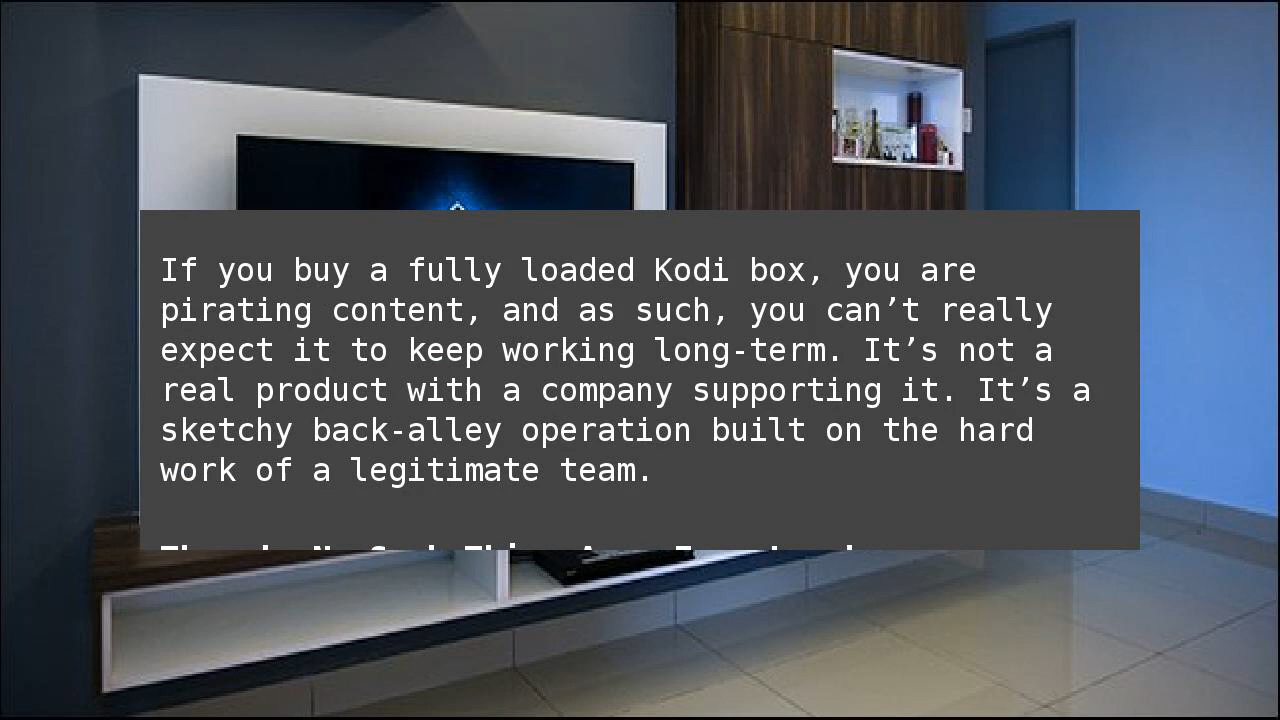 If you buy a fully loaded Kodi box, you are
pirating content, and as such, you can’t really
expect it to keep working long-term. It’s not a
real product with a company supporting it. It’s a
sketchy back-alley operation built on the hard
work of a legitimate team.